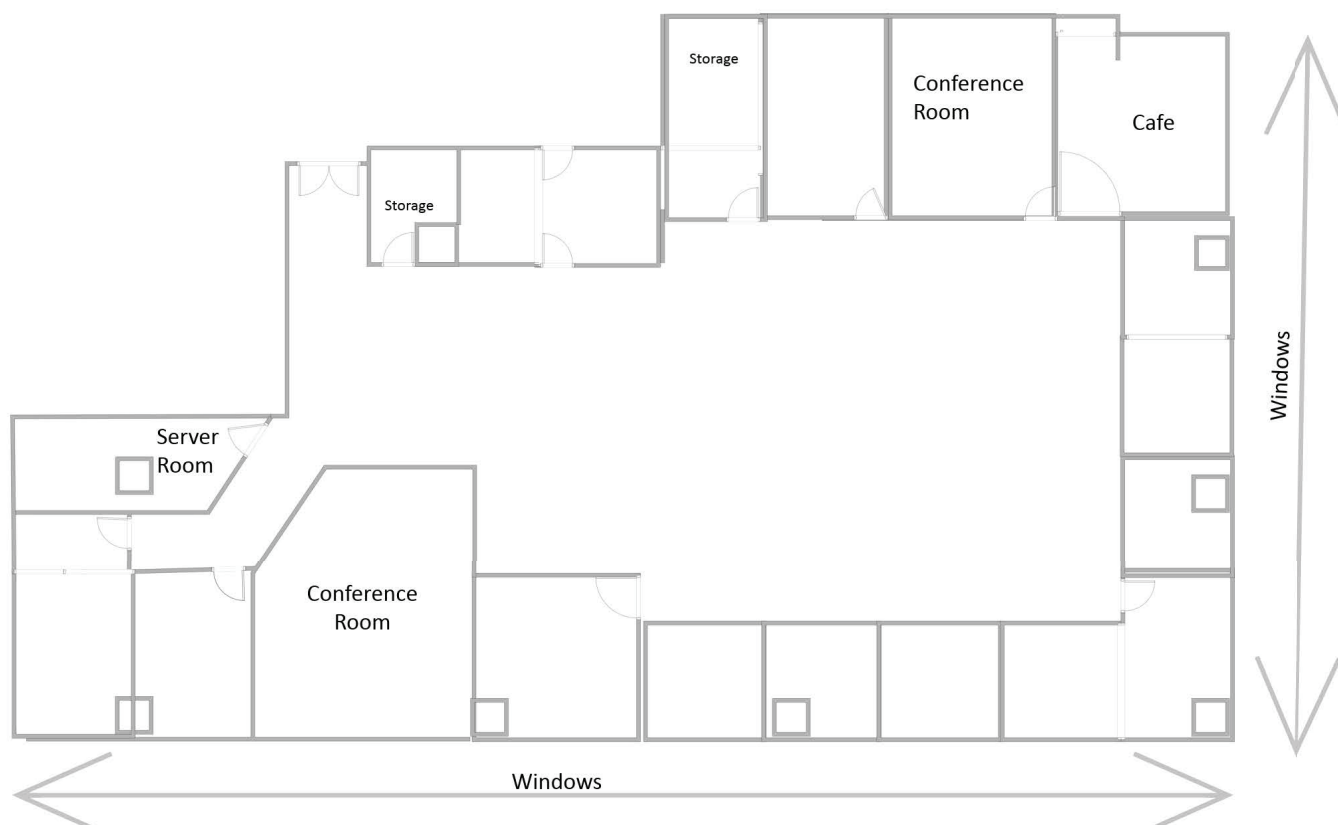 Storage
Conference
Room
Cafe
Storage
Windows
Server
Room
Conference
Room
Windows